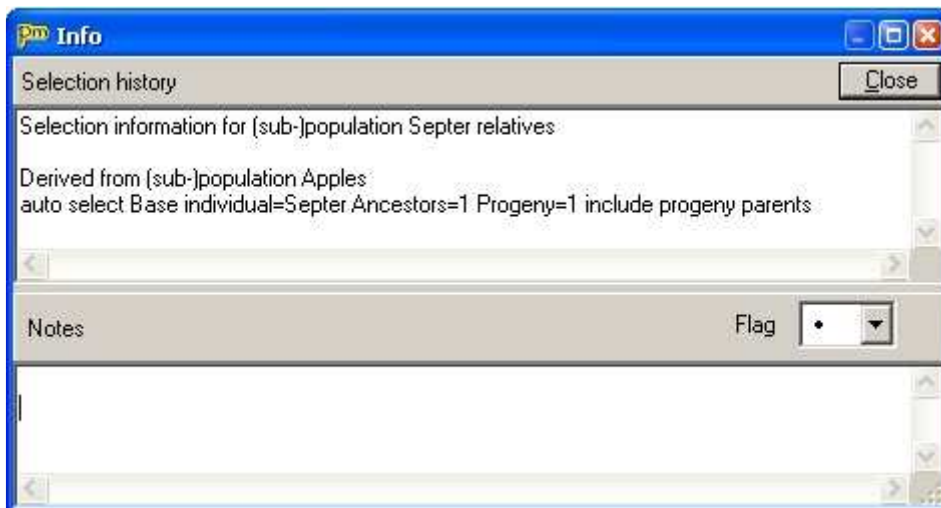 Pm Info
Selection history
Close
Selection information for (sub-)population Septer relatives
Derived from (sub-)population Apples
auto select Base individual=Septer Ancestors=1 Progeny=1 include progeny parents
Notes
Flag